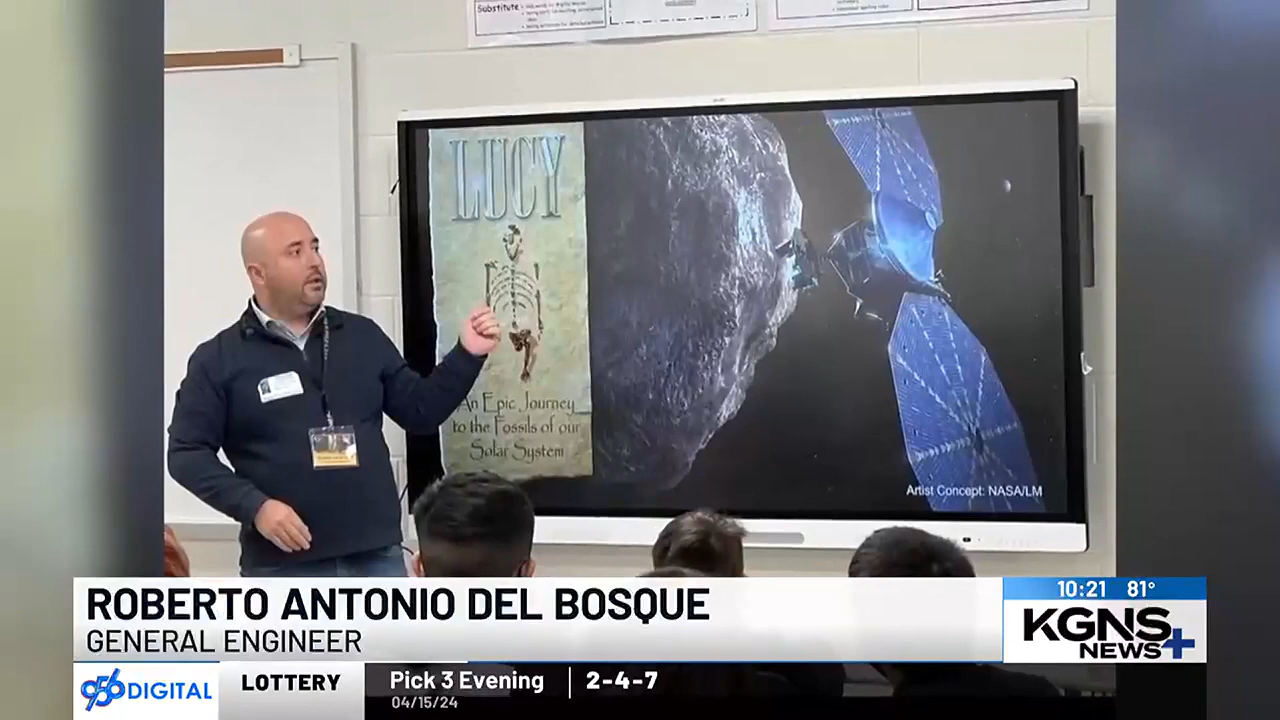 Substitute
LUCY
An Epic Journey
to the Fossils of our
Solar System
Artist Concept: NASA/LM
ROBERTO ANTONIO DEL BOSQUE
GENERAL ENGINEER
10:21 81°
KGNS
NEWS+
956 DIGITAL
LOTTERY
Pick 3 Evening
2-4-7
04/15/24